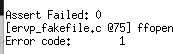 Assert Failed: 0
[ervp_fakefile.c @75] ffopen
Error code:        1